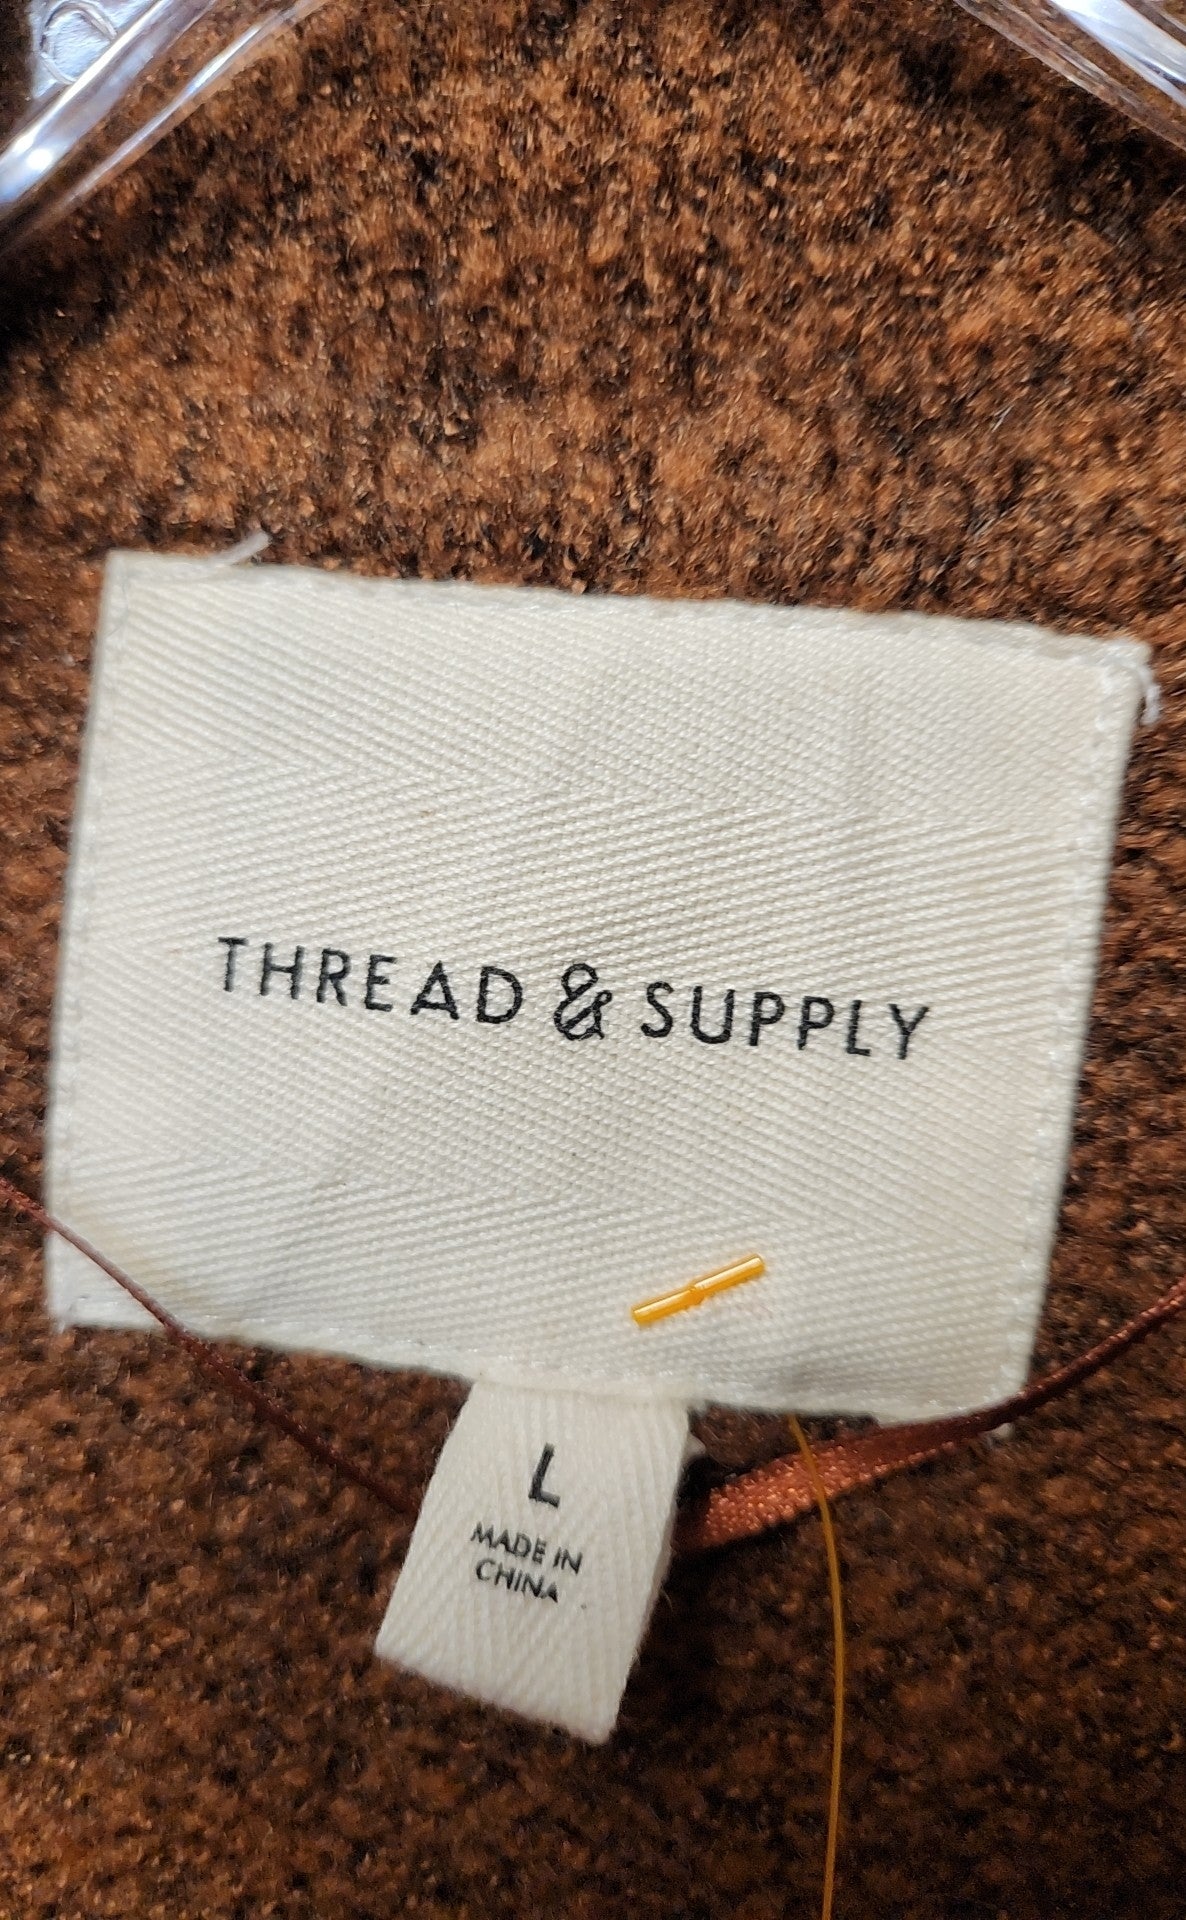 THREAD & SUPPLY
L
MADE IN
CHINA